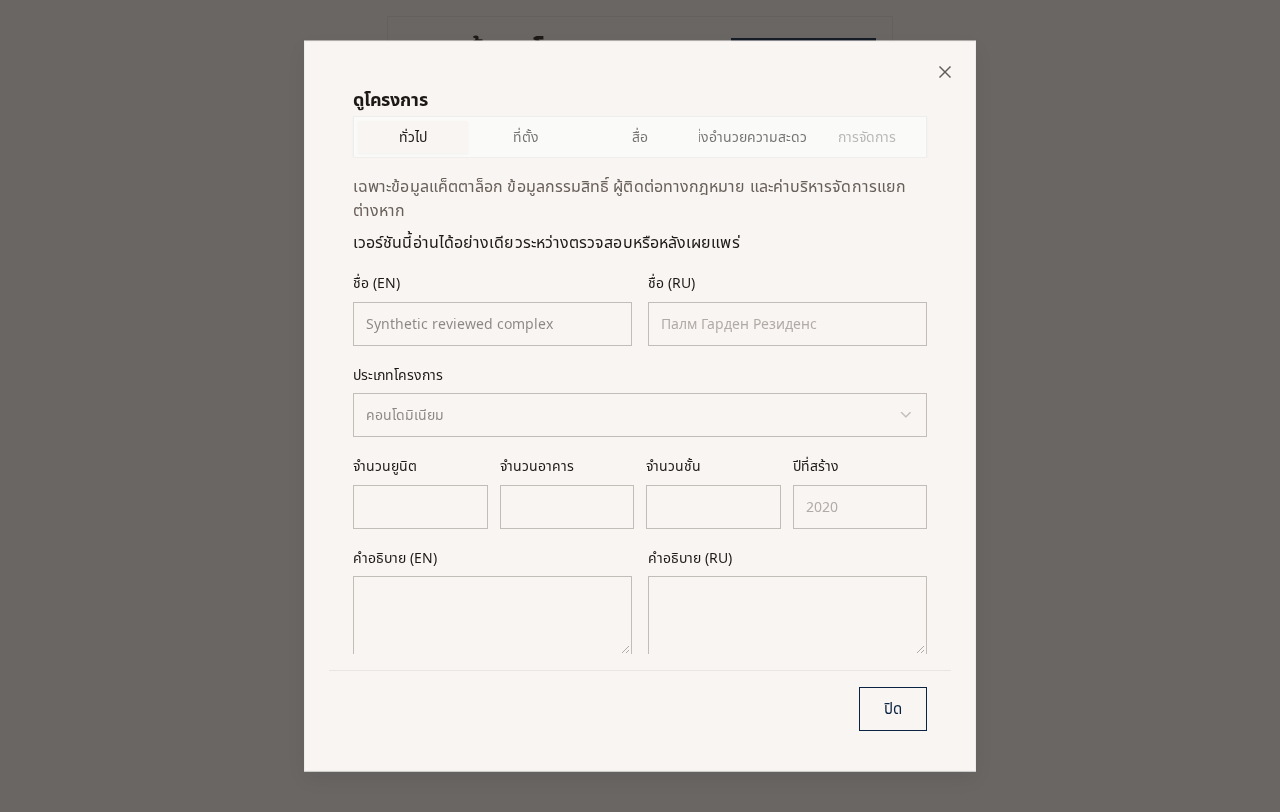 ดูโครงการ
ทั่วไป
ที่ตั้ง
สื่อ
งอำนวยความสะดว
การจัดการ
เฉพาะข้อมูลแค็ตตาล็อก ข้อมูลกรรมสิทธิ์ ผู้ติดต่อทางกฎหมาย และค่าบริหารจัดการแยก
ต่างหาก
เวอร์ชันนี้อ่านได้อย่างเดียวระหว่างตรวจสอบหรือหลังเผยแพร่
ชื่อ (EN)
ชื่อ (RU)
Synthetic reviewed complex
Палм Гарден Резиденс
ประเภทโครงการ
คอนโดมิเนียม
จำนวนยูนิต
จำนวนอาคาร
จำนวนชั้น
ปีที่สร้าง
2020
คำอธิบาย (EN)
คำอธิบาย (RU)
ปิด